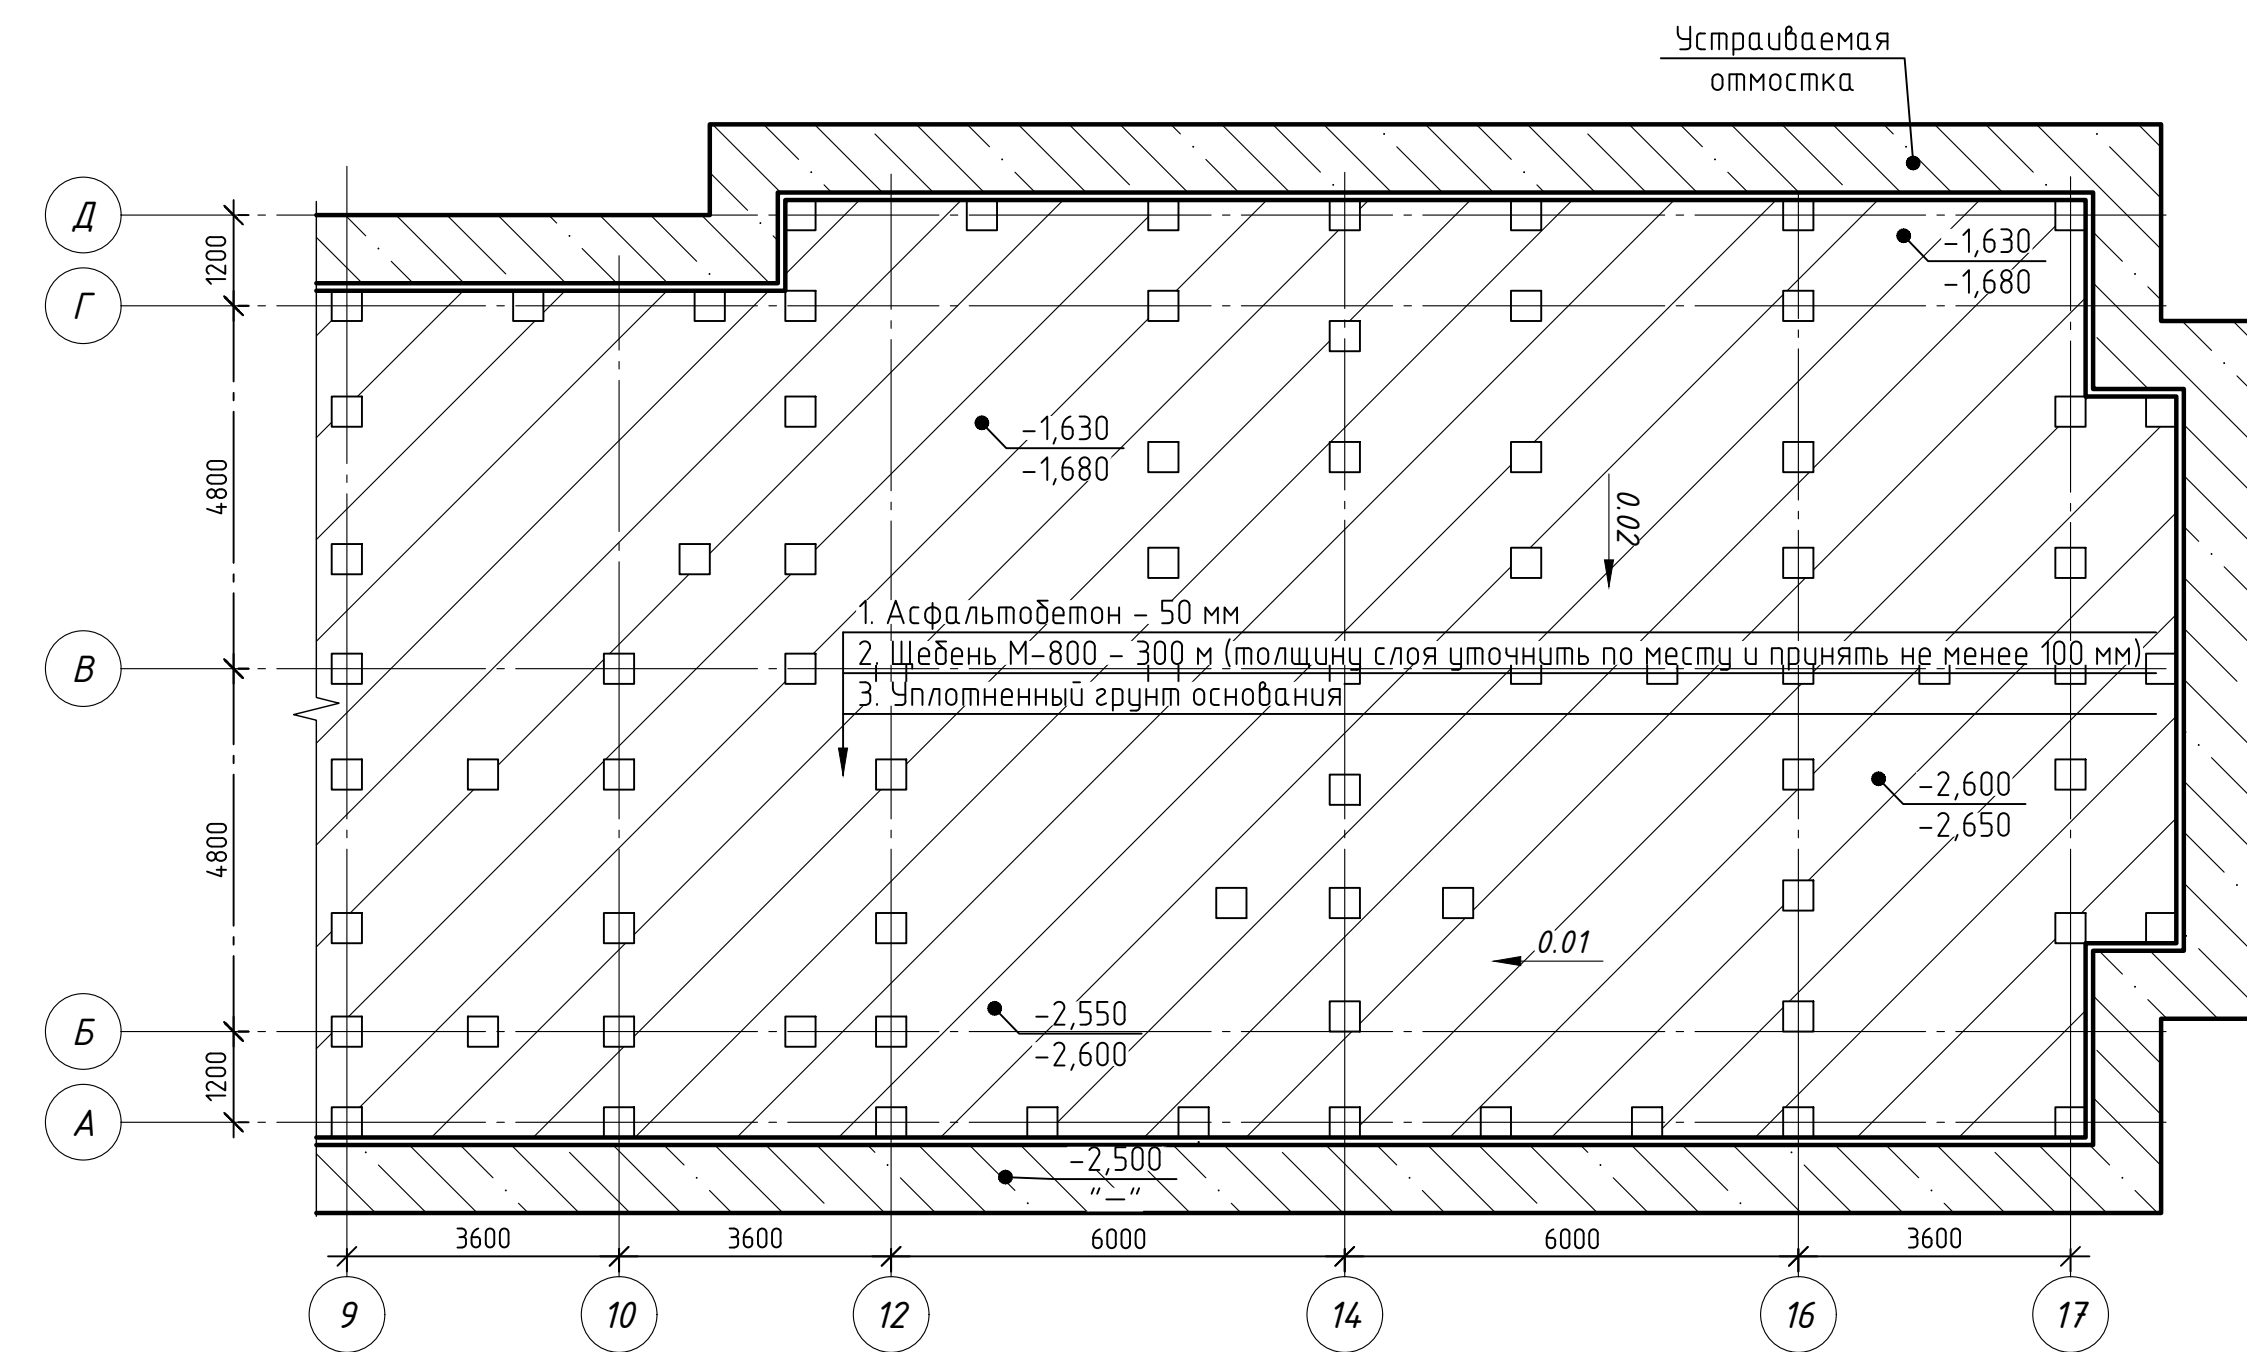 Устраиваемая
отмостка
Д
1200
-1,630
-1,680
Г
-1,630
-1,680
4800
0.02
1. Асфальтобетон - 50 мм
2. Щебень М-800 - 300 м (толщину слоя уточнить по месту и принять не менее 100 мм)
В
3. Уплотненный грунт основания
-2,600
-2,650
4800
0.01
-2,550
-2,600
Б
1200
А
-2,500
"—"
3600
3600
6000
6000
3600
9
10
12
14
16
17